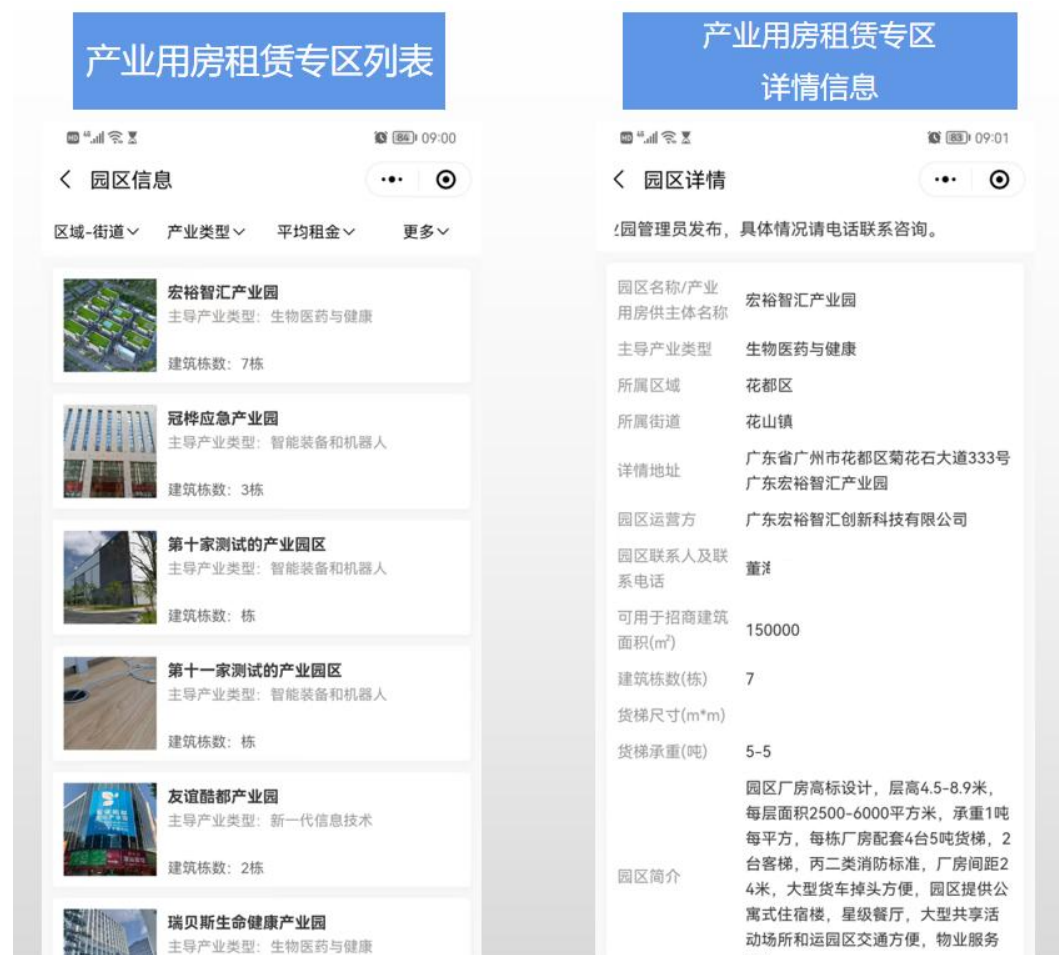 产业用房租赁专区列表
HD 46 84 09:00
园区信息
区域-街道 产业类型 平均租金 更多
宏裕智汇产业园
主导产业类型：生物医药与健康
建筑栋数：7栋
冠桦应急产业园
主导产业类型：智能装备和机器人
建筑栋数：3栋
第十家测试的产业园区
主导产业类型：智能装备和机器人
建筑栋数：栋
第十一家测试的产业园区
主导产业类型：智能装备和机器人
建筑栋数：栋
友谊酷都产业园
主导产业类型：新一代信息技术
建筑栋数：2栋
瑞贝斯生命健康产业园
主导产业类型：生物医药与健康
产业用房租赁专区
详情信息
HD 46 83 09:01
园区详情
园管理员发布，具体情况请电话联系咨询。
园区名称/产业
用房供主体名称
宏裕智汇产业园
主导产业类型 生物医药与健康
所属区域 花都区
所属街道 花山镇
详情地址
广东省广州市花都区菊花石大道333号
广东宏裕智汇产业园
园区运营方 广东宏裕智汇创新科技有限公司
园区联系人及联
系电话
董
可用于招商建筑
面积(㎡)
150000
建筑栋数(栋) 7
货梯尺寸(m*m)
货梯承重(吨) 5-5
园区简介
园区厂房高标设计，层高4.5-8.9米，
每层面积2500-6000平方米，承重1吨
每平方，每栋厂房配套4台5吨货梯，2
台客梯，丙二类消防标准，厂房间距2
4米，大型货车掉头方便，园区提供公
寓式住宿楼，星级餐厅，大型共享活
动场所和运园区交通方便，物业服务